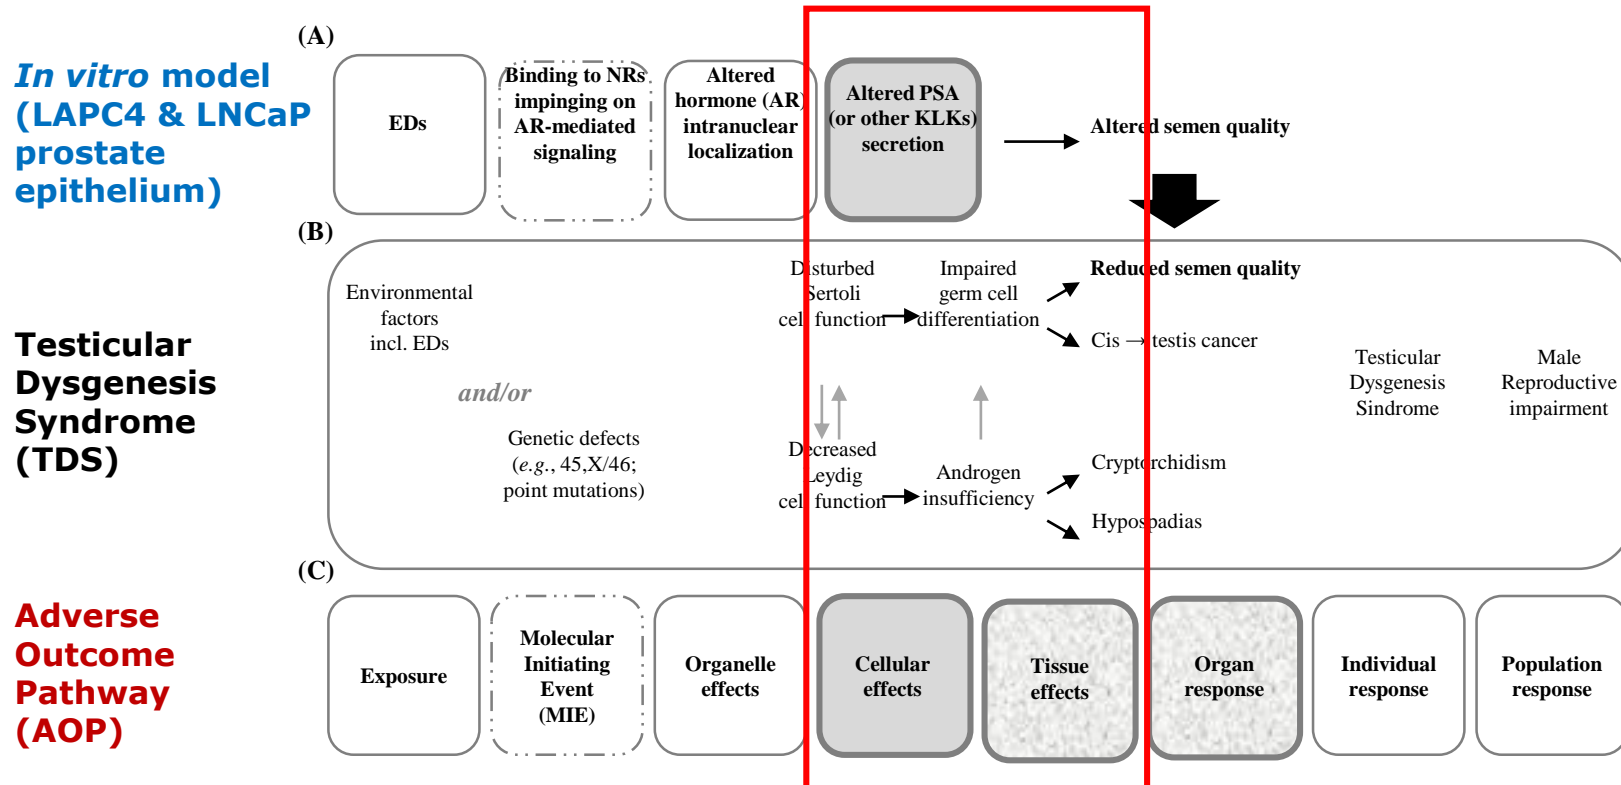 (A)
In vitro model
(LAPC4 & LNCaP
prostate
epithelium)
EDs
Binding to NRs
impinging on
AR-mediated
signaling
Altered
hormone (AR)
intranuclear
localization
Altered PSA
(or other KLKs)
secretion
Altered semen quality
(B)
Testicular
Dysgenesis
Syndrome
(TDS)
Environmental
factors
incl. EDs
and/or
Genetic defects
(e.g., 45,X/46;
point mutations)
Disturbed
Sertoli
cell function
Impaired
germ cell
differentiation
Reduced semen quality
Cis → testis cancer
Decreased
Leydig
cell function
Androgen
insufficiency
Cryptorchidism
Hypospadias
Testicular
Dysgenesis
Sindrome
Male
Reproductive
impairment
(C)
Adverse
Outcome
Pathway
(AOP)
Exposure
Molecular
Initiating
Event
(MIE)
Organelle
effects
Cellular
effects
Tissue
effects
Organ
response
Individual
response
Population
response